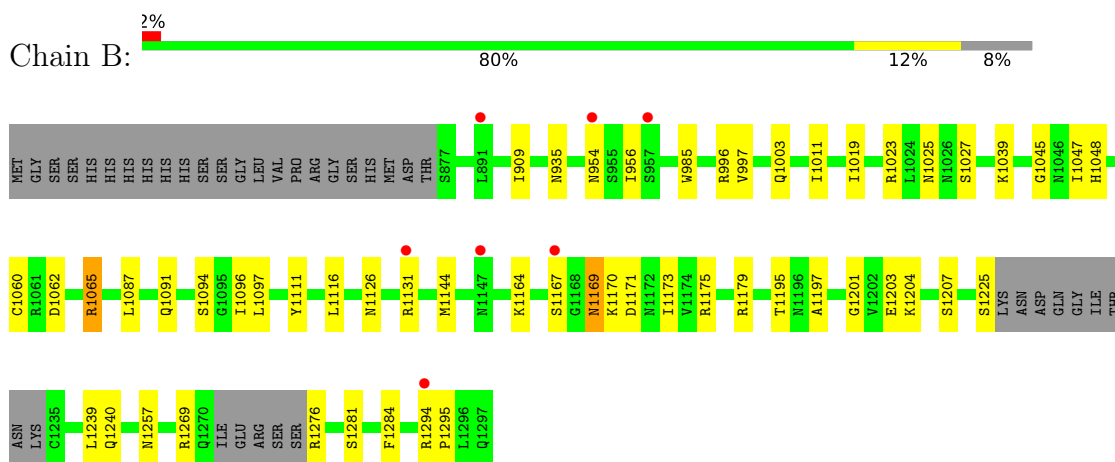 2%
Chain B:
80% 12% 8%
MET GLY SER SER HIS HIS HIS HIS HIS HIS SER SER GLY LEU VAL PRO ARG GLY SER HIS MET ASP THR S877 L891 I909 N935 N954 S955 I956 S957 W985 R996 V997 Q1003 I1011 I1019 R1023 L1024 N1025 N1026 S1027 K1039 G1045 N1046 I1047 H1048
C1060 R1061 D1062 R1065 L1087 Q1091 S1094 G1095 I1096 L1097 Y1111 L1116 N1126 R1131 M1144 N1147 K1164 S1167 G1168 N1169 K1170 D1171 N1172 I1173 V1174 R1175 R1179 T1195 N1196 A1197 G1201 V1202 E1203 K1204 S1207 S1225 LYS ASN ASP GLN GLY ILE THR
ASN LYS C1235 L1239 Q1240 N1257 R1269 Q1270 ILE GLU ARG SER SER R1276 S1281 F1284 R1294 P1295 L1296 Q1297